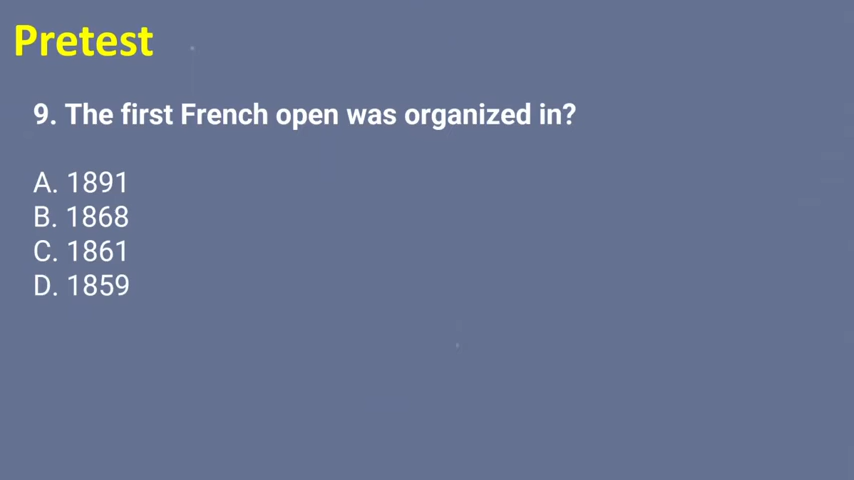 Pretest
9. The first French open was organized in?
A. 1891
B. 1868
C. 1861
D. 1859